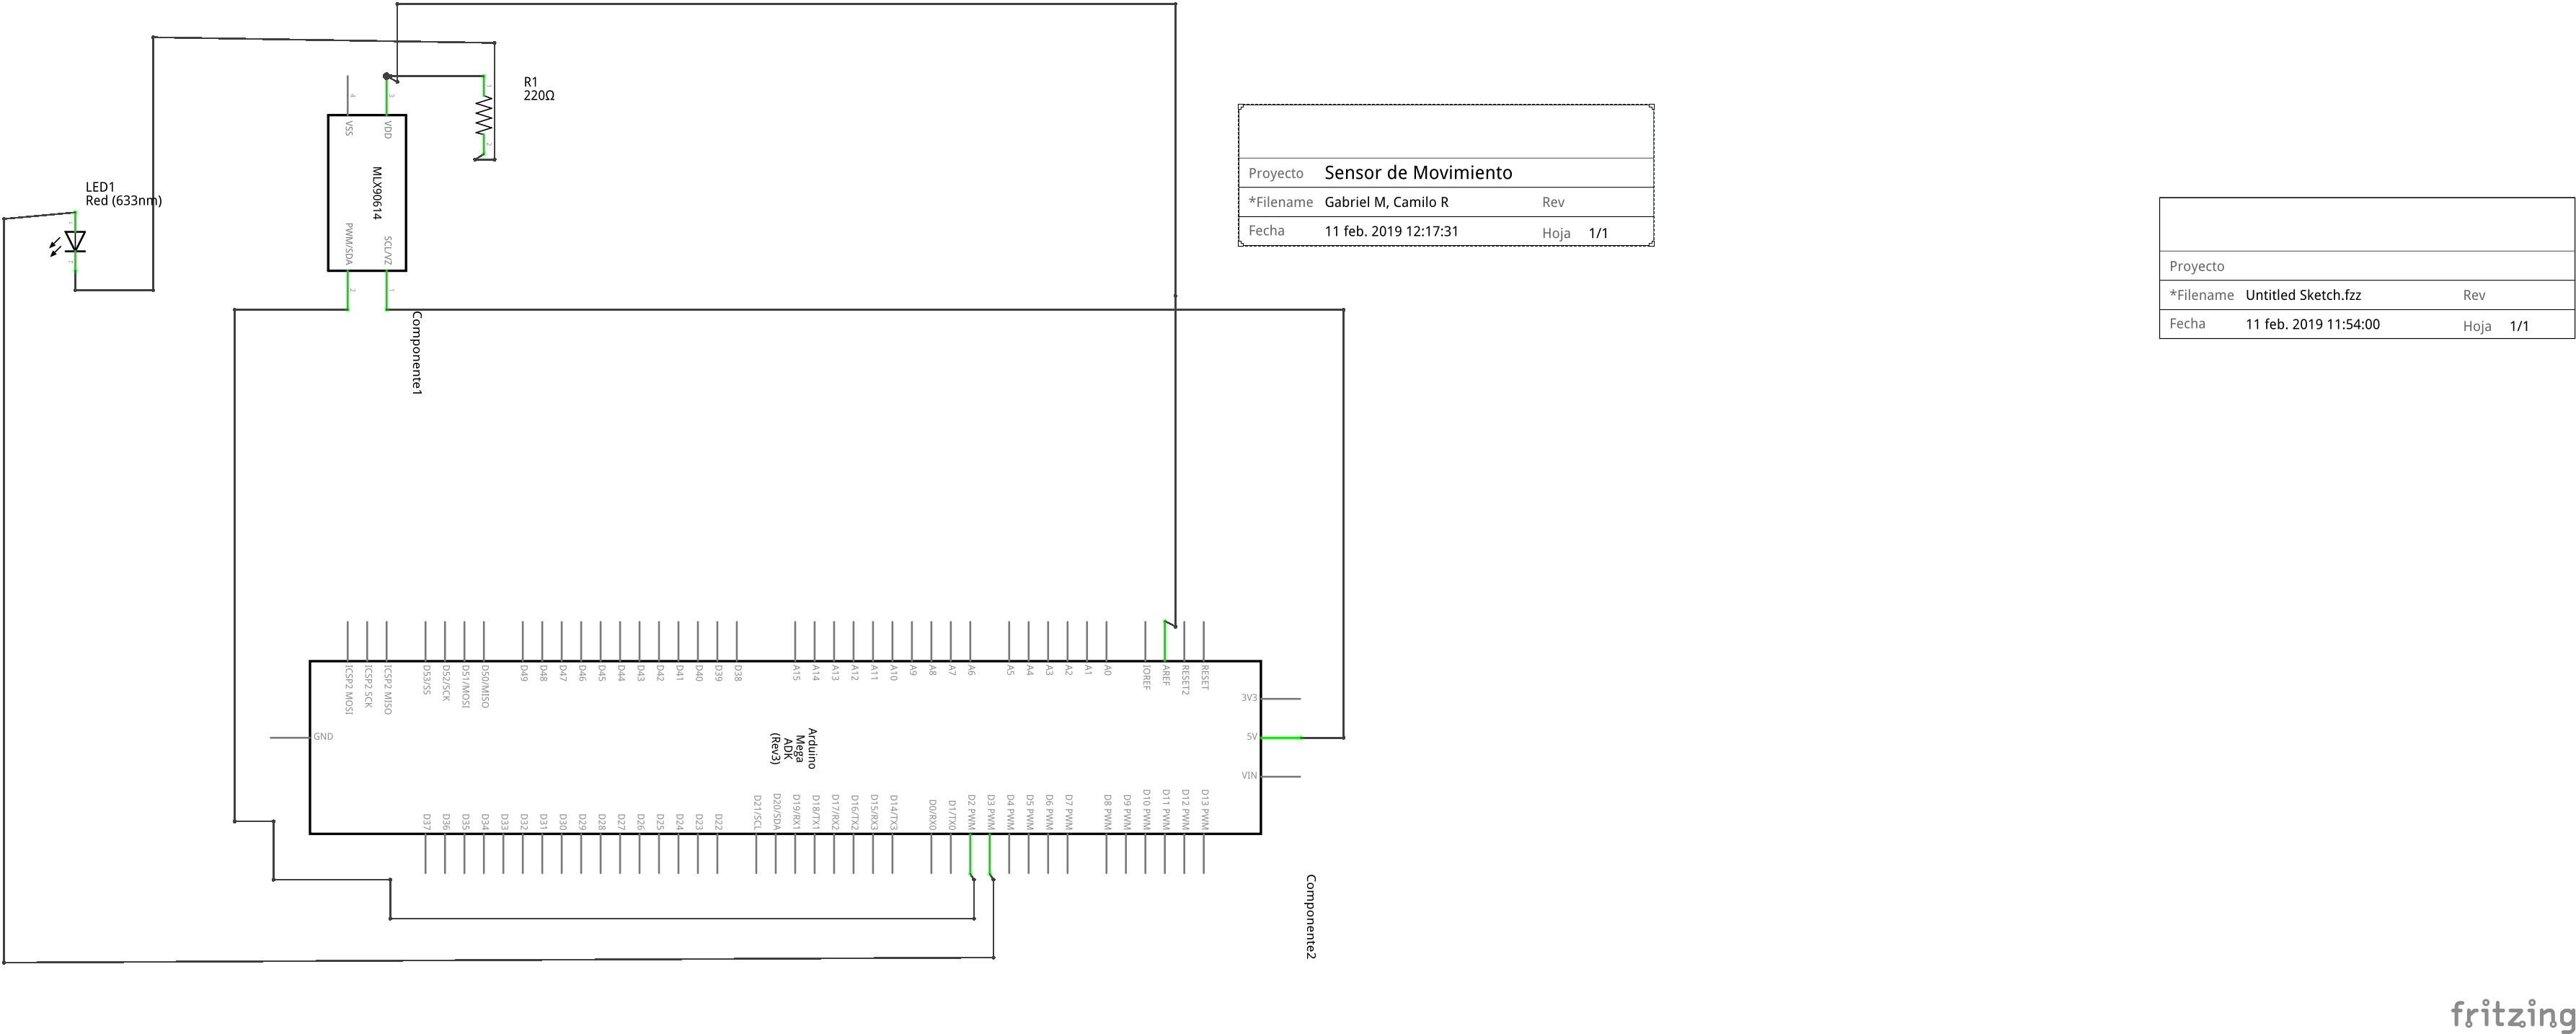 R1
220Ω
4
3
1
VSS
VDD
MLX90614
2
LED1
Red (633nm)
PWM/SDA
SCL/VZ
2
1
Componente1
Proyecto Sensor de Movimiento
*Filename Gabriel M, Camilo R Rev
Fecha 11 feb. 2019 12:17:31 Hoja 1/1
Proyecto
*Filename Untitled Sketch.fzz Rev
Fecha 11 feb. 2019 11:54:00 Hoja 1/1
ICSP2 MOSI
ICSP2 SCK
ICSP2 MISO
D53/SS
D52/SCK
D51/MOSI
D50/MISO
D49
D48
D47
D46
D45
D44
D43
D42
D41
D40
D39
D38
A15
A14
A13
A12
A11
A10
A9
A8
A7
A6
A5
A4
A3
A2
A1
A0
IOREF
AREF
RESET2
RESET
3V3
GND
Arduino
Mega
ADK
(Rev3)
5V
VIN
D37
D36
D35
D34
D33
D32
D31
D30
D29
D28
D27
D26
D25
D24
D23
D22
D21/SCL
D20/SDA
D19/RX1
D18/TX1
D17/RX2
D16/TX2
D15/RX3
D14/TX3
D0/RX0
D1/TX0
D2 PWM
D3 PWM
D4 PWM
D5 PWM
D6 PWM
D7 PWM
D8 PWM
D9 PWM
D10 PWM
D11 PWM
D12 PWM
D13 PWM
Componente2
fritzing